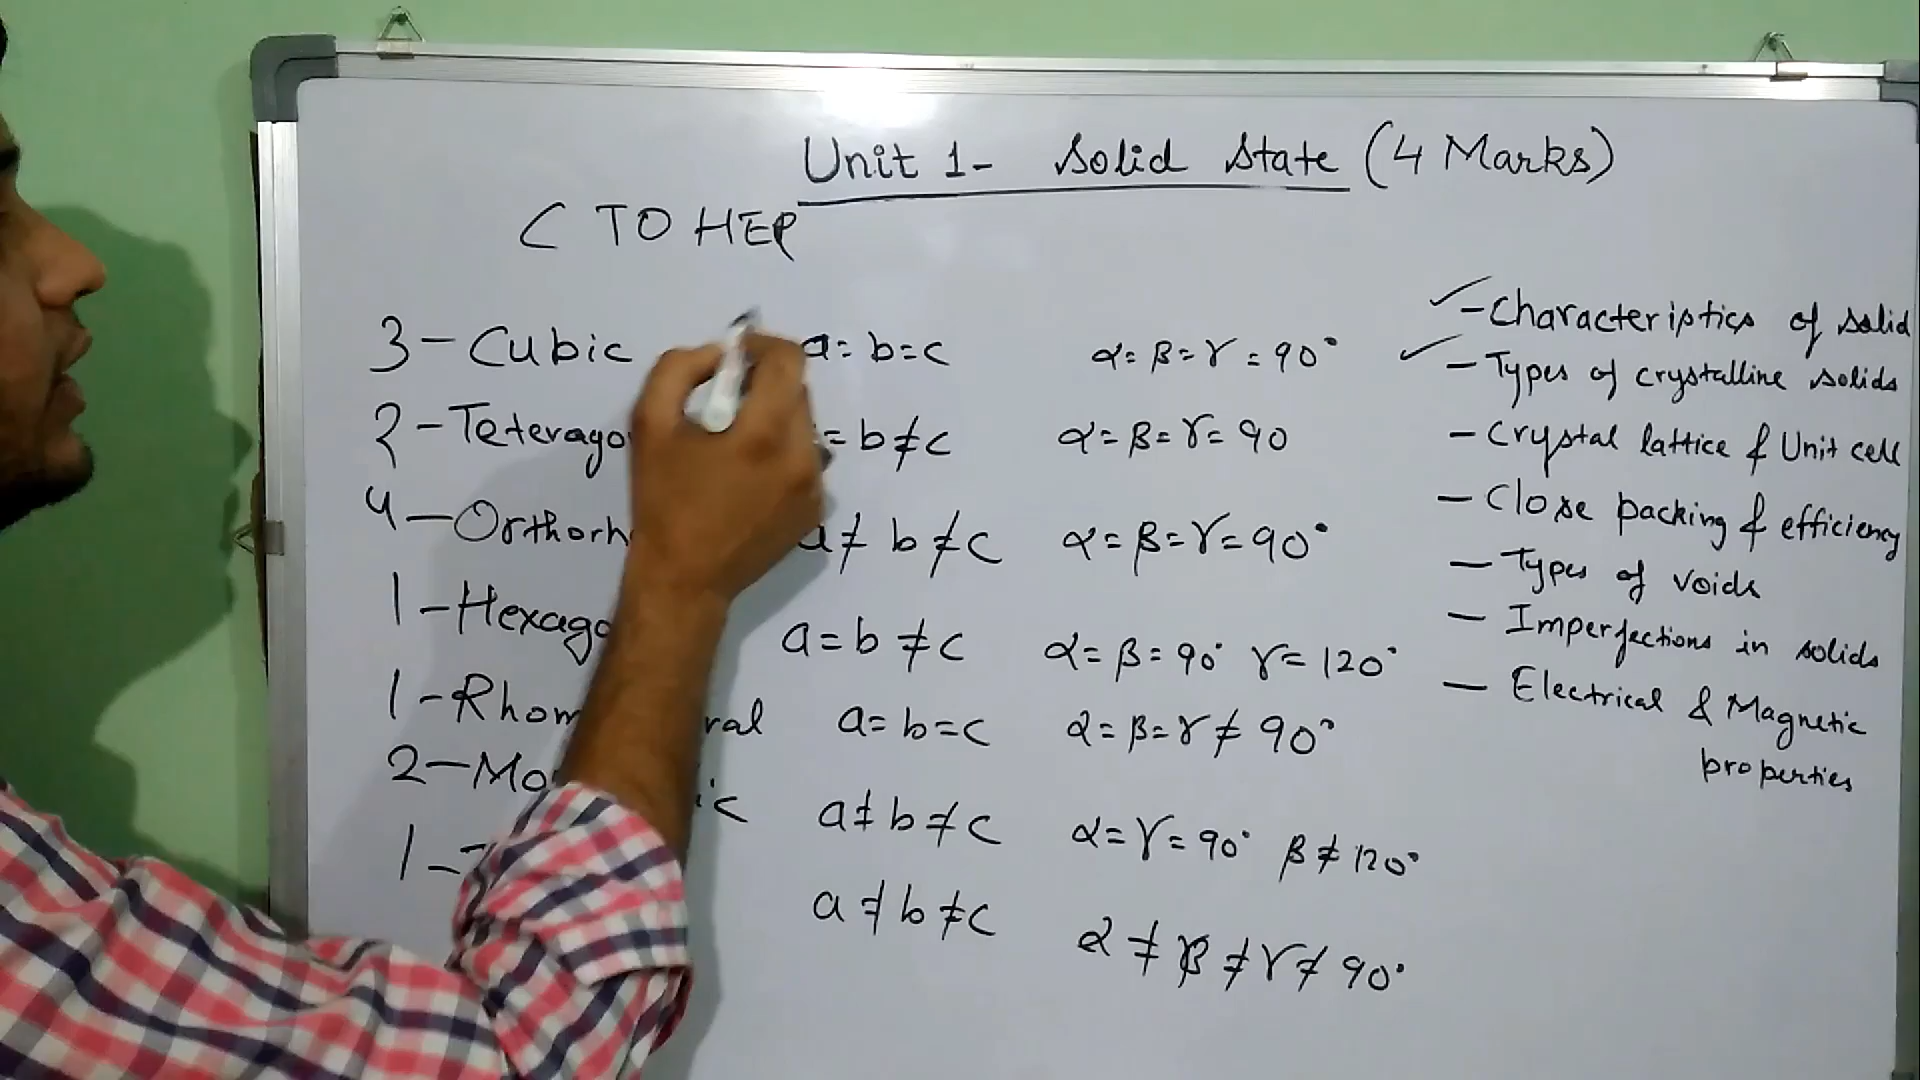 Unit 1- Solid State (4 Marks)
C TO HER
3-Cubic a=b=c α=β=γ=90°
2-Teterago =b≠c α=β=γ=90
4-Orthorh a≠b≠c α=β=γ=90°
1-Hexago a=b≠c α=β=90° γ=120°
1-Rhom ral a=b=c α=β=γ≠90°
2-Mo ic a≠b≠c α=γ=90° β≠120°
1-T a≠b≠c α≠β≠γ≠90°
-Characteristics of solid
-Types of crystalline solids
-Crystal lattice & Unit cell
-Close packing & efficiency
-Types of voids
-Imperfections in solids
-Electrical & Magnetic
properties